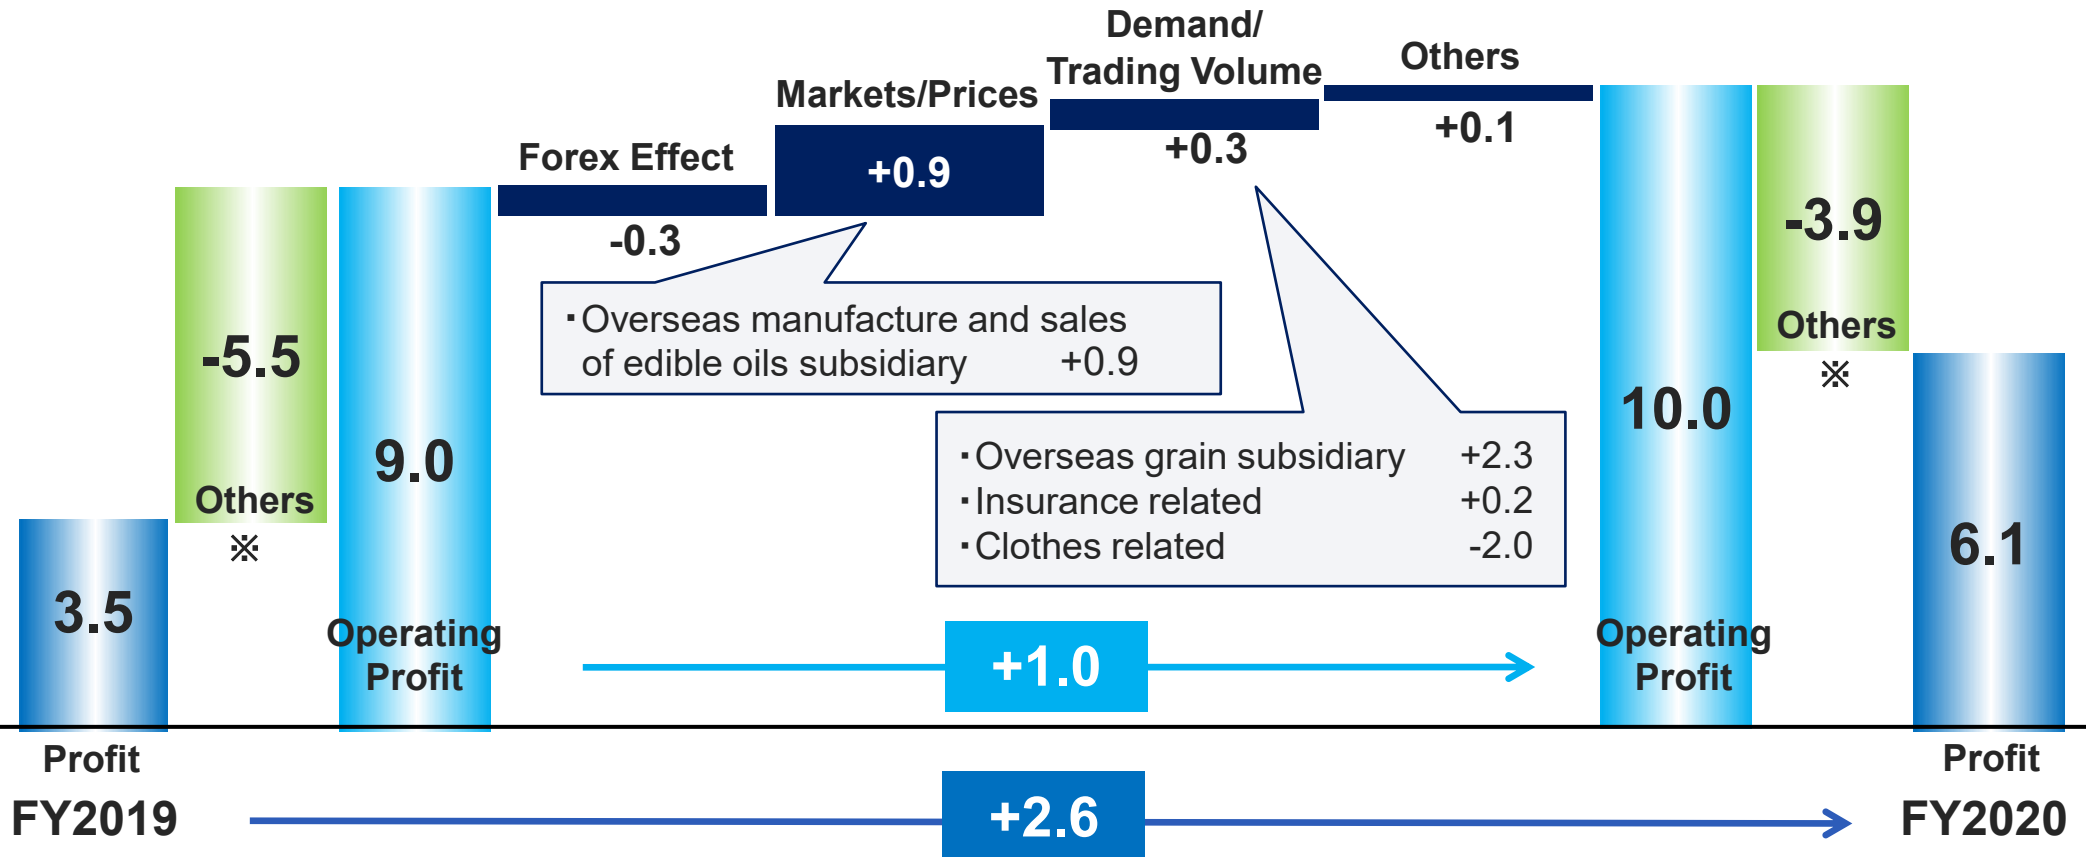 Demand/
Trading Volume
Others
Markets/Prices
+0.1
Forex Effect
+0.9
+0.3
-0.3
-5.5
Others
※
9.0
Operating
Profit
3.5
・Overseas manufacture and sales
of edible oils subsidiary +0.9
・Overseas grain subsidiary +2.3
・Insurance related +0.2
・Clothes related -2.0
10.0
Operating
Profit
-3.9
Others
※
6.1
+1.0
Profit
FY2019
+2.6
Profit
FY2020